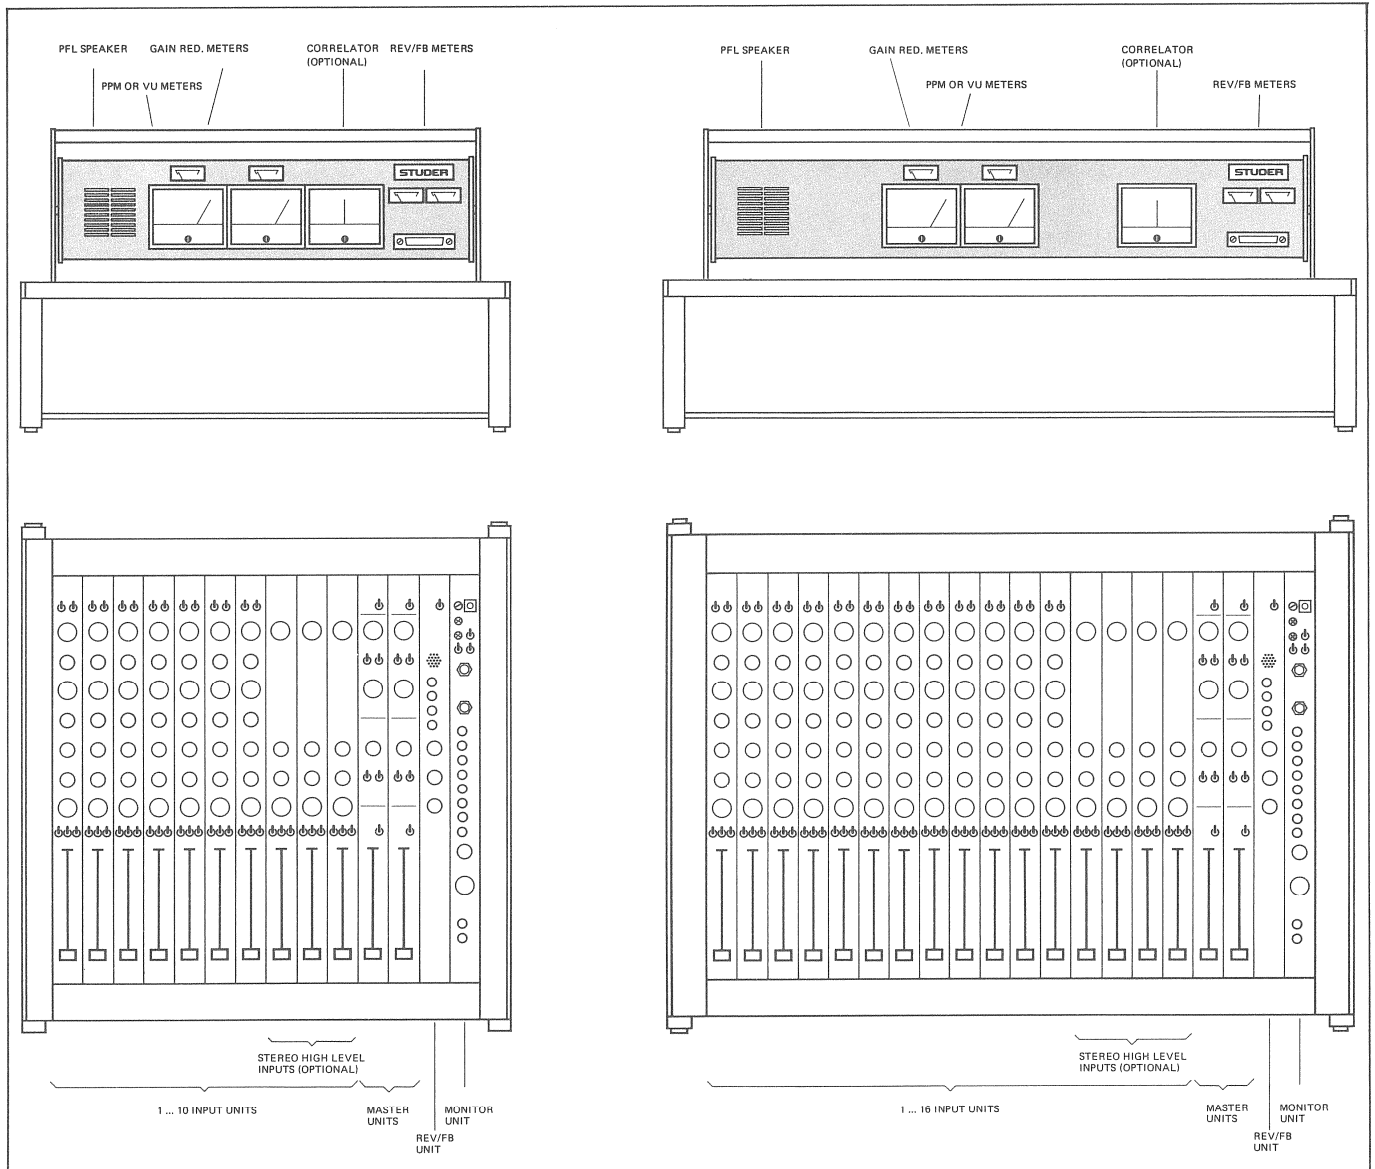 PFL SPEAKER
GAIN RED. METERS
CORRELATOR
(OPTIONAL)
REV/FB METERS
PPM OR VU METERS
STUDER
PFL SPEAKER
GAIN RED. METERS
CORRELATOR
(OPTIONAL)
PPM OR VU METERS
REV/FB METERS
STUDER
STEREO HIGH LEVEL
INPUTS (OPTIONAL)
1 ... 10 INPUT UNITS
MASTER
UNITS
MONITOR
UNIT
REV/FB
UNIT
STEREO HIGH LEVEL
INPUTS (OPTIONAL)
1 ... 16 INPUT UNITS
MASTER
UNITS
MONITOR
UNIT
REV/FB
UNIT